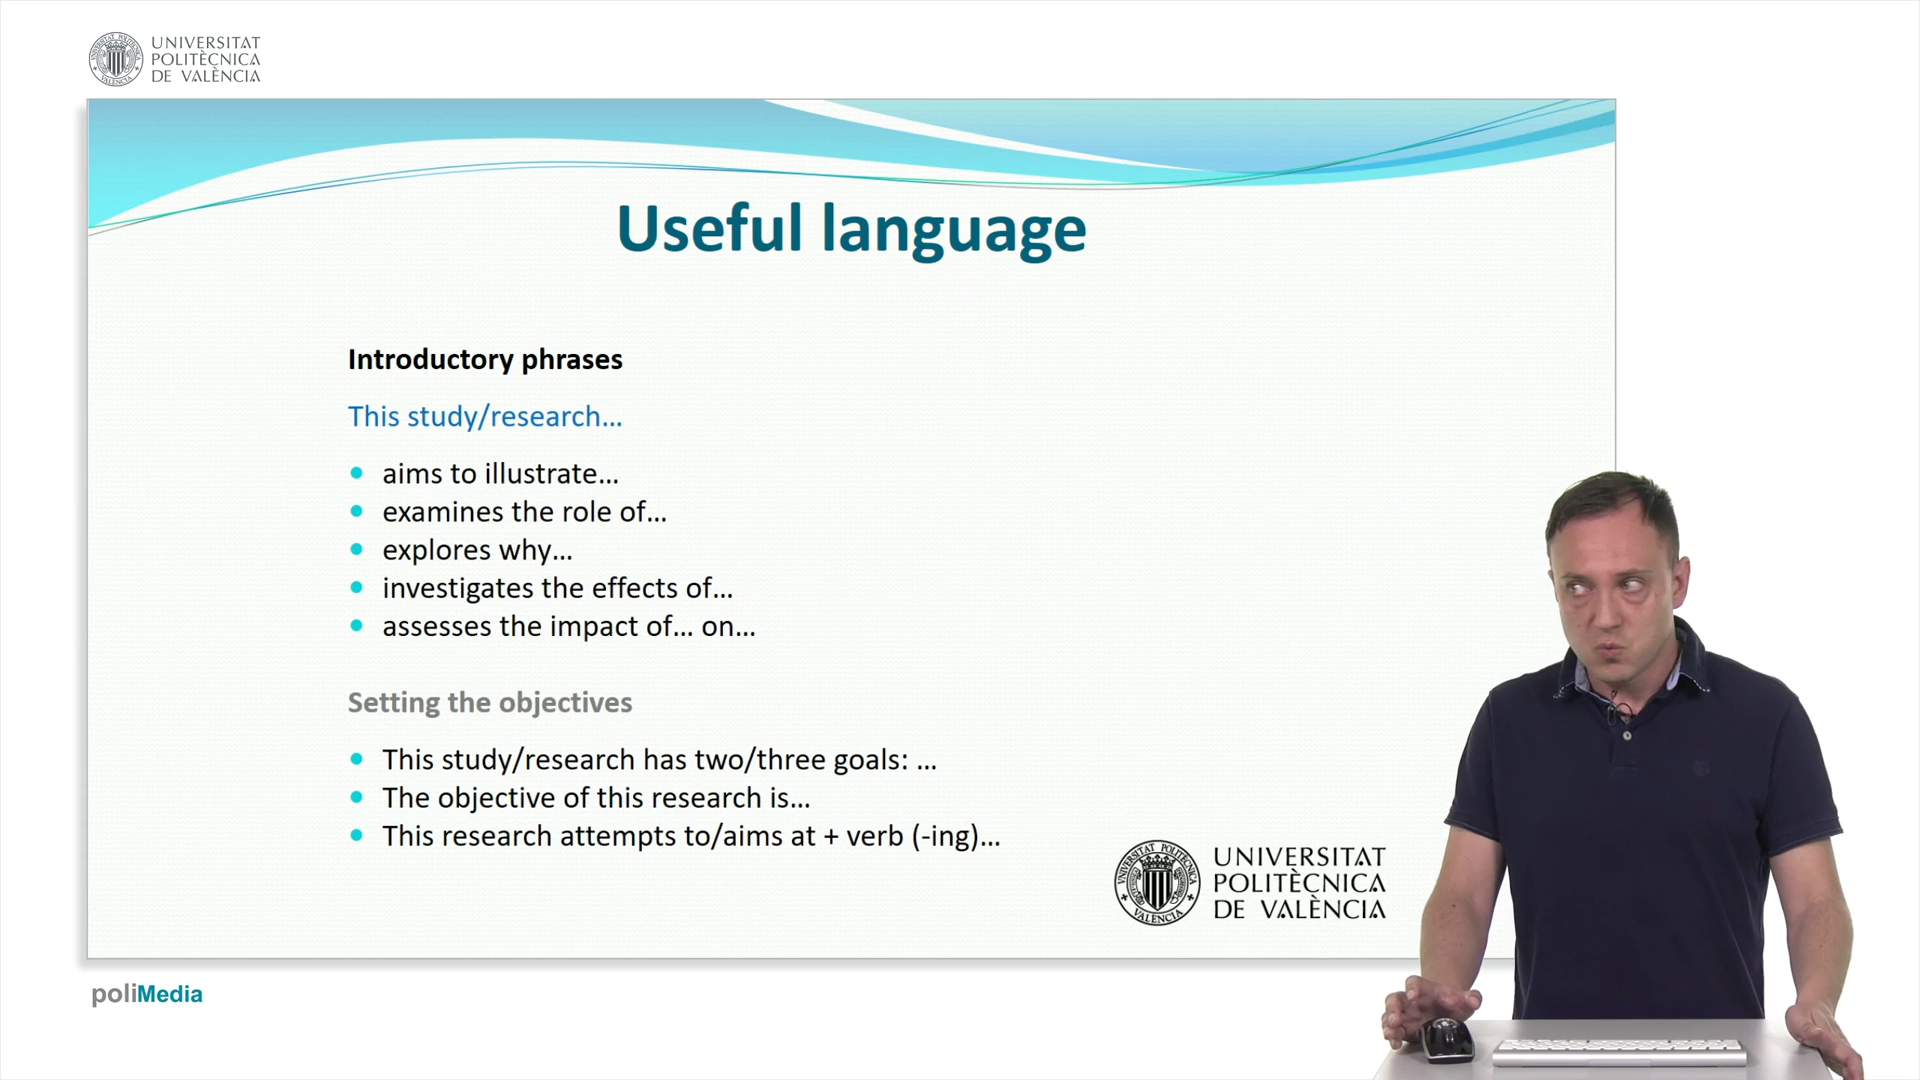 UNIVERSITAT
POLITÈCNICA
DE VALÈNCIA
Useful language
Introductory phrases
This study/research...
• aims to illustrate...
• examines the role of...
• explores why...
• investigates the effects of...
• assesses the impact of... on...
Setting the objectives
• This study/research has two/three goals: ...
• The objective of this research is...
• This research attempts to/aims at + verb (-ing)...
UNIVERSITAT
POLITÈCNICA
DE VALÈNCIA
poliMedia